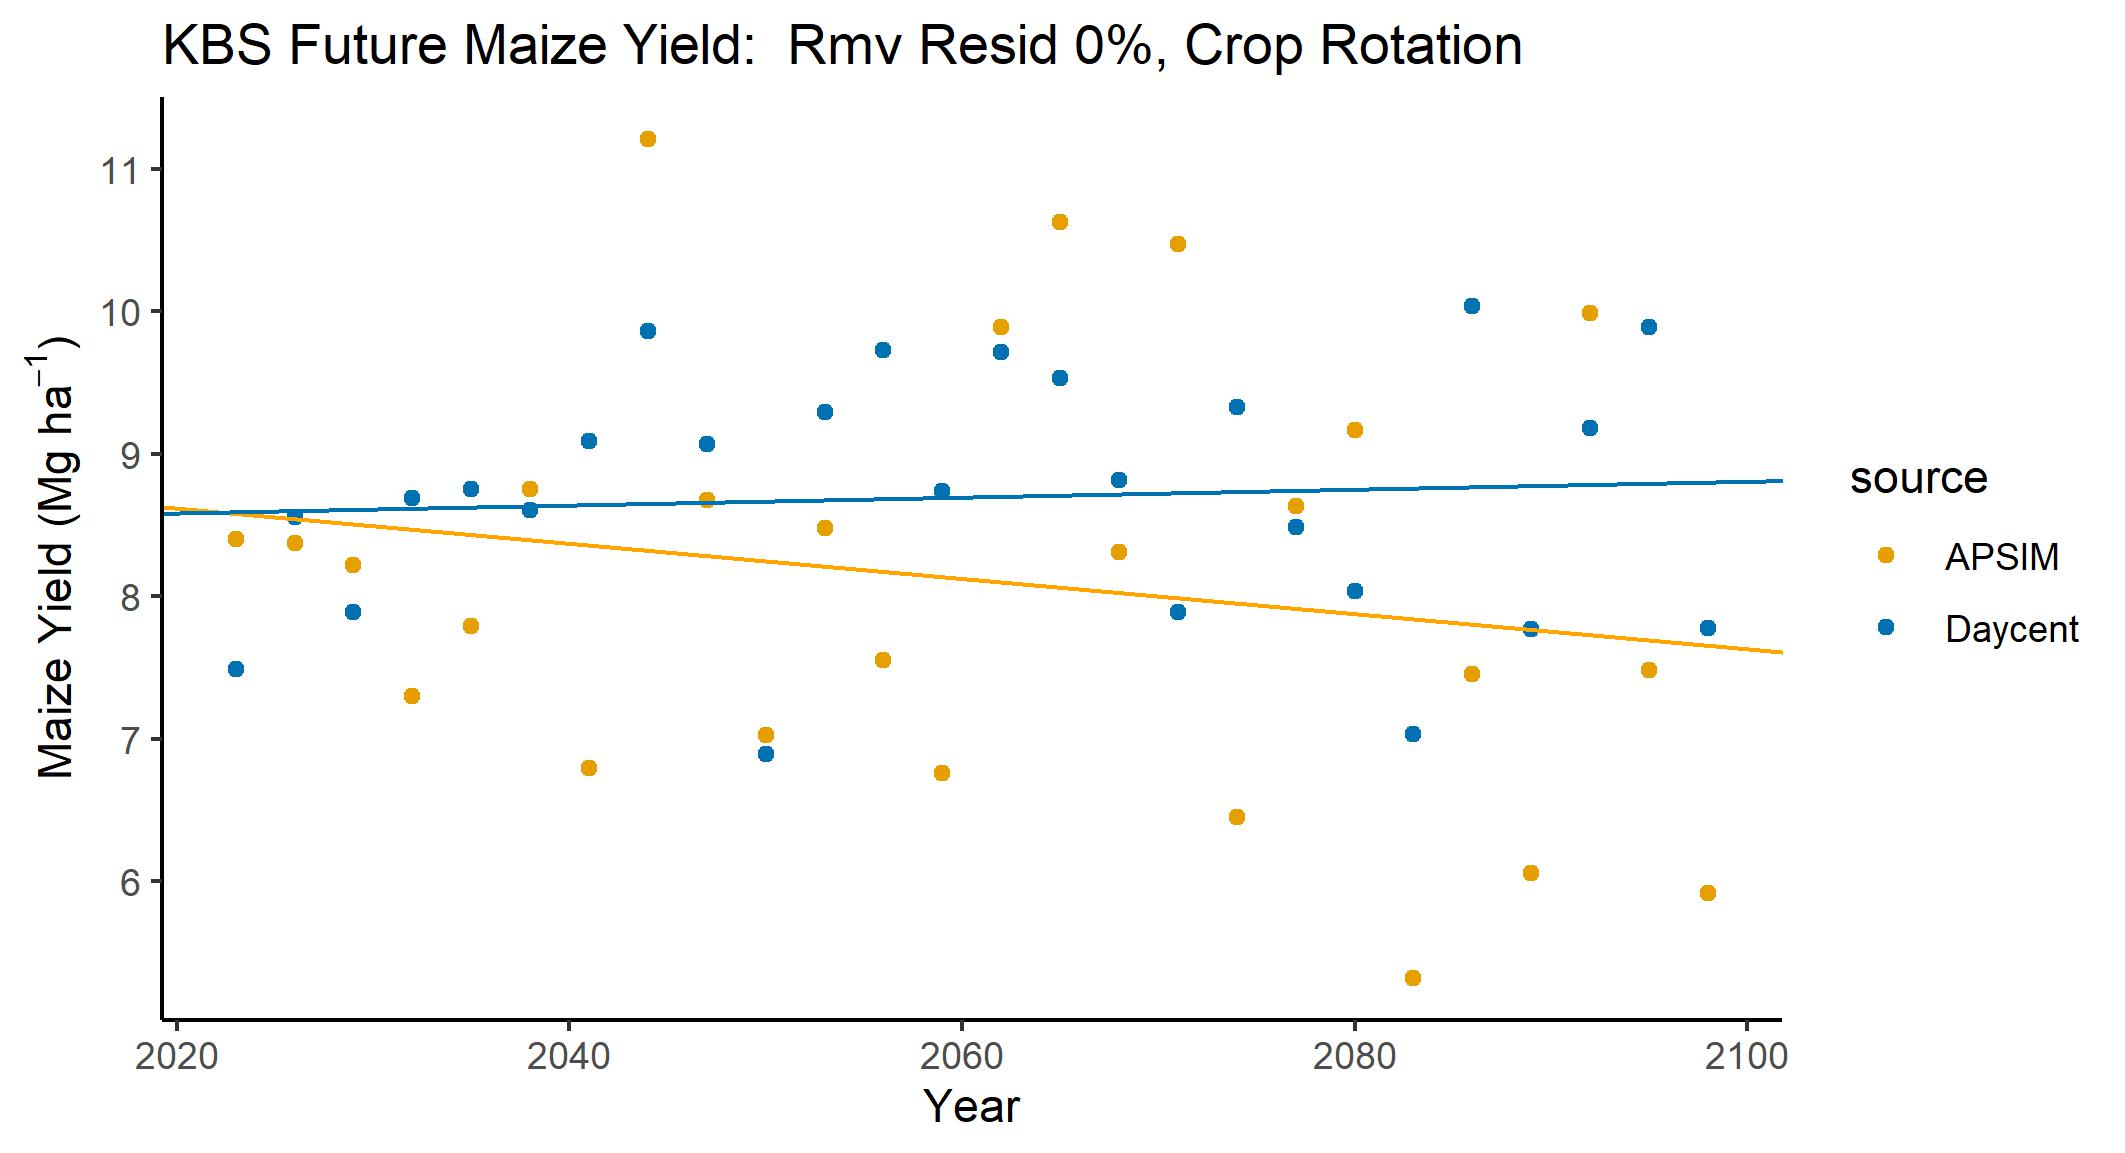 KBS Future Maize Yield:  Rmv Resid 0%, Crop Rotation
Maize Yield (Mg ha⁻¹)
11
10
9
8
7
6
2020 2040 2060 2080 2100
Year
source
APSIM
Daycent